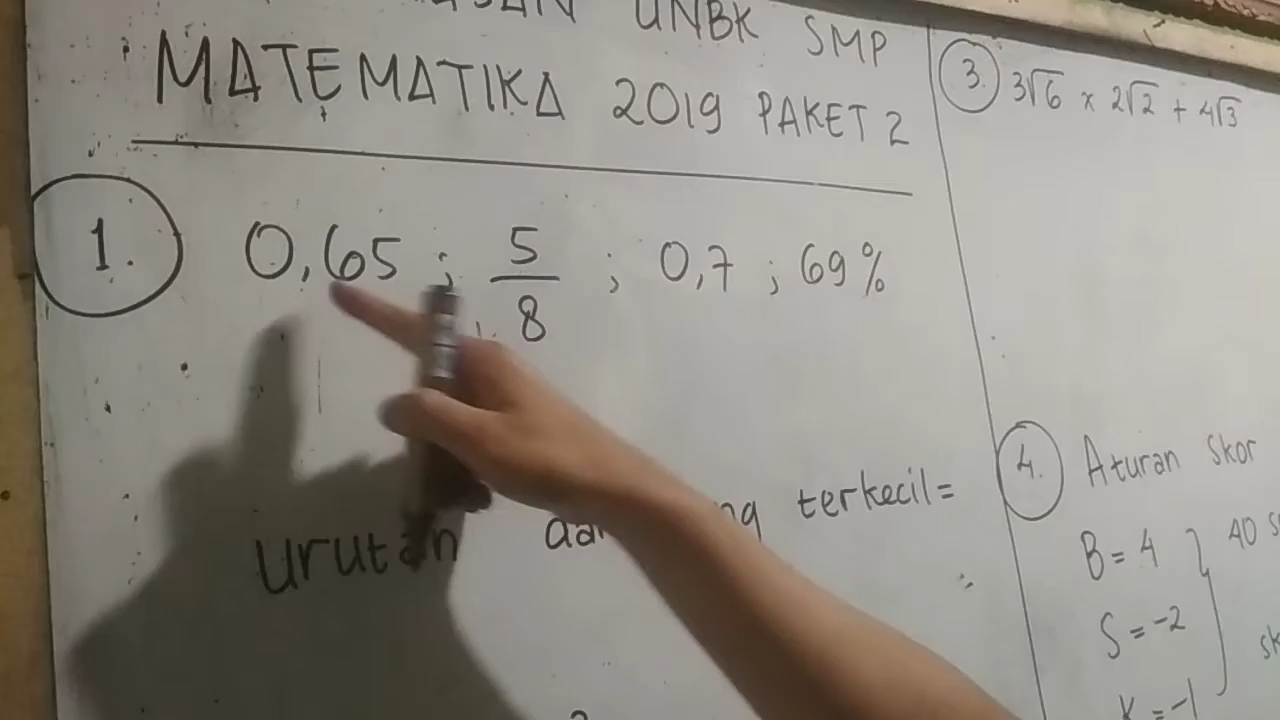 UNBK SMP
MATEMATIKA 2019 PAKET 2
1. 0,65 ; 5/8 ; 0,7 ; 69%
urutan terkecil=
3. 3√6 x 2√2 + 4√3
4. Aturan Skor
B = 4 } 40
S = -2
K = -1